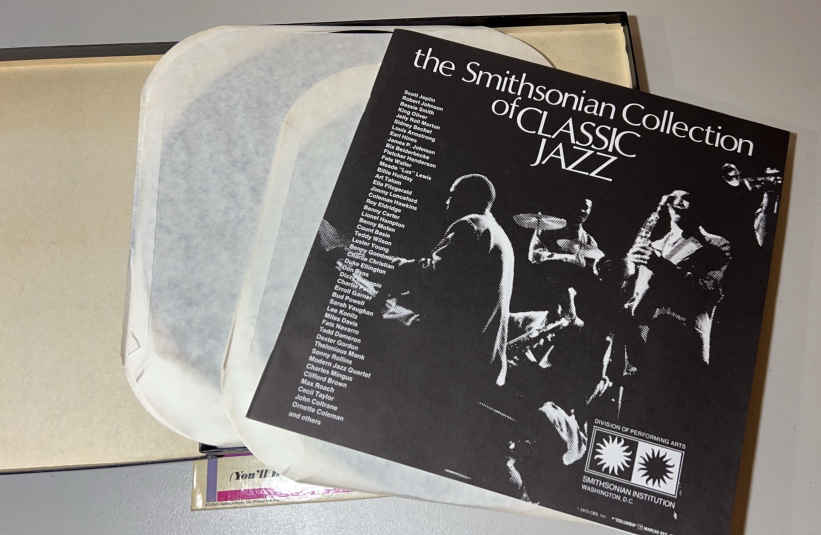 the Smithsonian Collection
of CLASSIC
JAZZ
Scott Joplin
Robert Johnson
Bessie Smith
King Oliver
Jelly Roll Morton
Sidney Bechet
Louis Armstrong
Earl Hines
James P. Johnson
Bix Beiderbecke
Fletcher Henderson
Fats Waller
Meade "Lux" Lewis
Billie Holiday
Art Tatum
Ella Fitzgerald
Jimmy Lunceford
Coleman Hawkins
Roy Eldridge
Benny Carter
Lionel Hampton
Benny Moten
Count Basie
Teddy Wilson
Lester Young
Benny Goodman
Charlie Christian
Duke Ellington
Don Byas
Charlie
Erroll Garner
Bud Powell
Sarah Vaughan
Lee Konitz
Miles Davis
Fats Navarro
Tadd Dameron
Dexter Gordon
Thelonious Monk
Sonny Rollins
Modern Jazz Quartet
Charles Mingus
Clifford Brown
Max Roach
Cecil Taylor
John Coltrane
Ornette Coleman
and others
DIVISION OF PERFORMING ARTS
SMITHSONIAN INSTITUTION
WASHINGTON, D.C.
(You'll